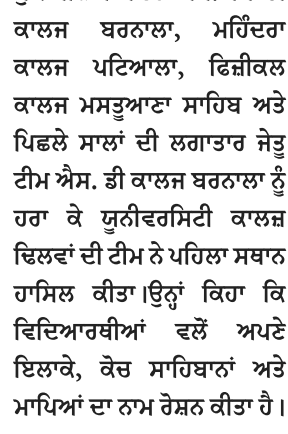 ਕਾਲਜ ਬਰਨਾਲਾ, ਮਹਿੰਦਰਾ
ਕਾਲਜ ਪਟਿਆਲਾ, ਫਿਜ਼ੀਕਲ
ਕਾਲਜ ਮਸਤੂਆਣਾ ਸਾਹਿਬ ਅਤੇ
ਪਿਛਲੇ ਸਾਲਾਂ ਦੀ ਲਗਾਤਾਰ ਜੇਤੂ
ਟੀਮ ਐਸ. ਡੀ ਕਾਲਜ ਬਰਨਾਲਾ ਨੂੰ
ਹਰਾ ਕੇ ਯੂਨੀਵਰਸਿਟੀ ਕਾਲਜ਼
ਢਿਲਵਾਂ ਦੀ ਟੀਮ ਨੇ ਪਹਿਲਾ ਸਥਾਨ
ਹਾਸਿਲ ਕੀਤਾ।ਉਨ੍ਹਾਂ ਕਿਹਾ ਕਿ
ਵਿਦਿਆਰਥੀਆਂ ਵਲੋਂ ਅਪਣੇ
ਇਲਾਕੇ, ਕੋਚ ਸਾਹਿਬਾਨਾਂ ਅਤੇ
ਮਾਪਿਆਂ ਦਾ ਨਾਮ ਰੋਸ਼ਨ ਕੀਤਾ ਹੈ।